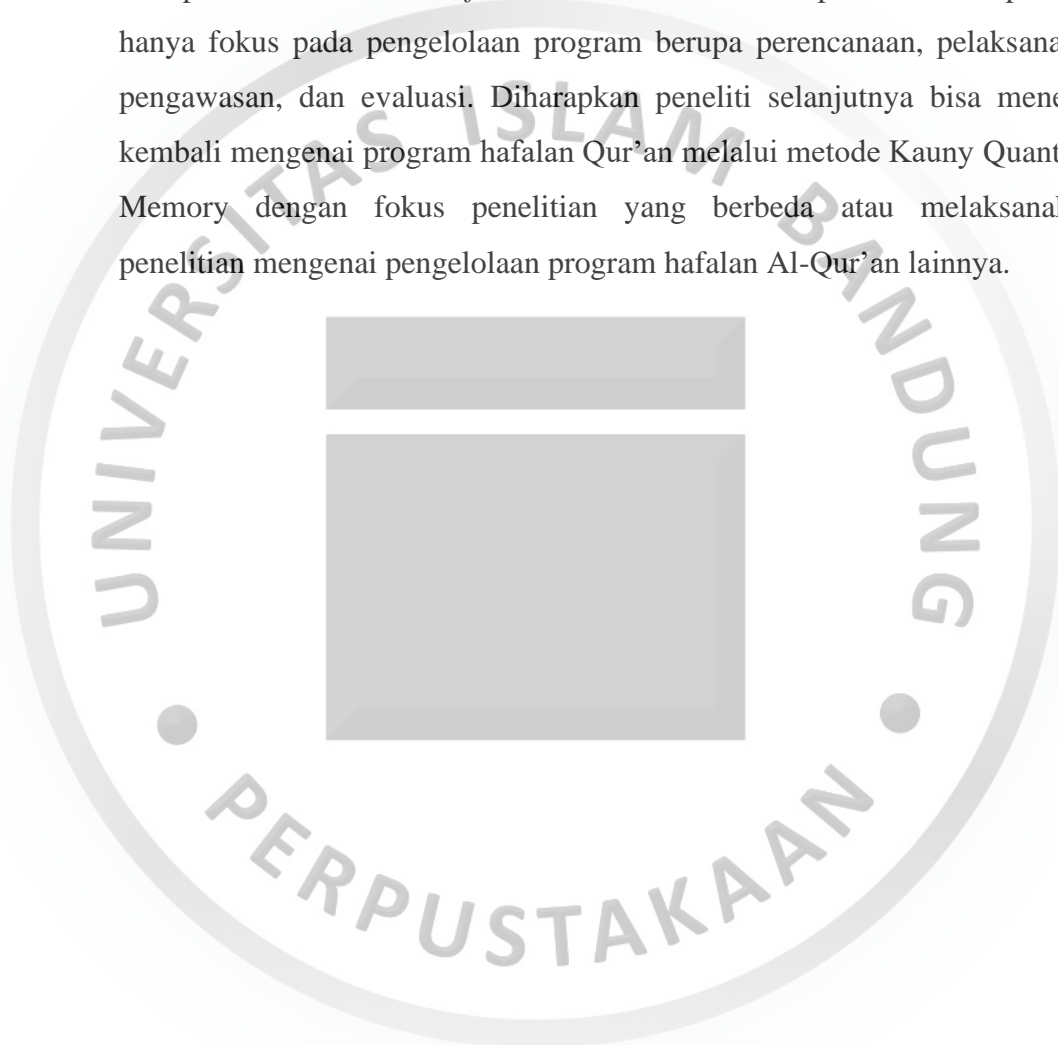 hanya fokus pada pengelolaan program berupa perencanaan, pelaksana
pengawasan, dan evaluasi. Diharapkan peneliti selanjutnya bisa mene
kembali mengenai program hafalan Qur’an melalui metode Kauny Quant
Memory dengan fokus penelitian yang berbeda atau melaksanal
penelitian mengenai pengelolaan program hafalan Al-Qur’an lainnya.
UNIVERSITAS ISLAM BANDUNG
PERPUSTAKAAN